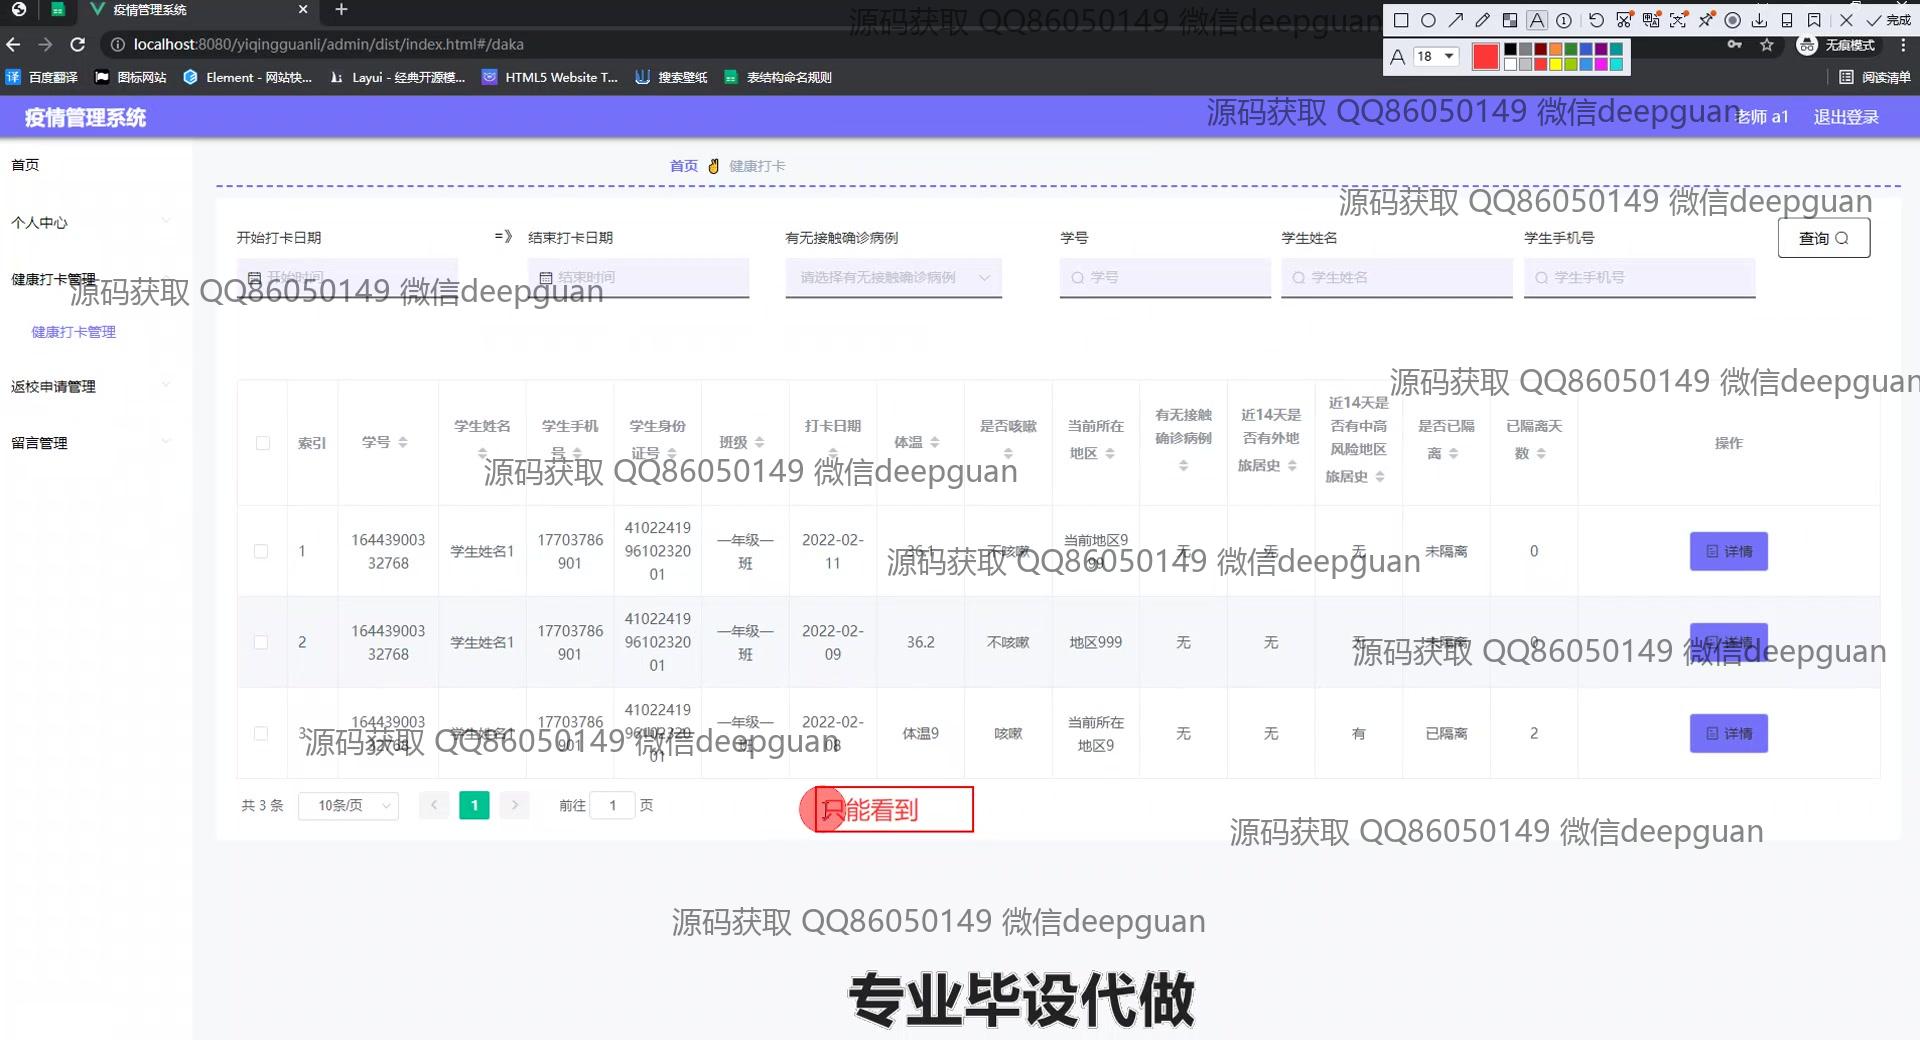 疫情管理系统
完成
localhost:8080/yiqingguanli/admin/dist/index.html#/daka
无痕模式
A 18
百度翻译 图标网站 Element - 网站快... Layui - 经典开源模... HTML5 Website T... 搜索壁纸 表结构命名规则 阅读清单
源码获取 QQ86050149 微信deepguan
疫情管理系统
源码获取 QQ86050149 微信deepguan
老师 a1 退出登录
首页
个人中心
健康打卡管理
健康打卡管理
返校申请管理
留言管理
首页 健康打卡
源码获取 QQ86050149 微信deepguan
开始打卡日期 => 结束打卡日期 有无接触确诊病例 学号 学生姓名 学生手机号 查询
开始时间 结束时间 请选择有无接触确诊病例 学号 学生姓名 学生手机号
源码获取 QQ86050149 微信deepguan
源码获取 QQ86050149 微信deepguan
索引 学号 学生姓名 学生手机号 学生身份证号 班级 打卡日期 体温 是否咳嗽 当前所在地区 有无接触确诊病例 近14天是否有外地旅居史 近14天是否有中高风险地区旅居史 是否已隔离 已隔离天数 操作
源码获取 QQ86050149 微信deepguan
1 16443900332768 学生姓名1 17703786901 410224199610232001 一年级一班 2022-02-11 36.1 不咳嗽 当前地区999 无 无 无 未隔离 0 详情
源码获取 QQ86050149 微信deepguan
2 16443900332768 学生姓名1 17703786901 410224199610232001 一年级一班 2022-02-09 36.2 不咳嗽 地区999 无 无 无 未隔离 0 详情
源码获取 QQ86050149 微信deepguan
3 16443900332768 学生姓名1 17703786901 410224199610232001 一年级一班 2022-02-08 体温9 咳嗽 当前所在地区9 无 无 有 已隔离 2 详情
源码获取 QQ86050149 微信deepguan
共 3 条 10条/页 1 前往 1 页
只能看到
源码获取 QQ86050149 微信deepguan
源码获取 QQ86050149 微信deepguan
专业毕设代做